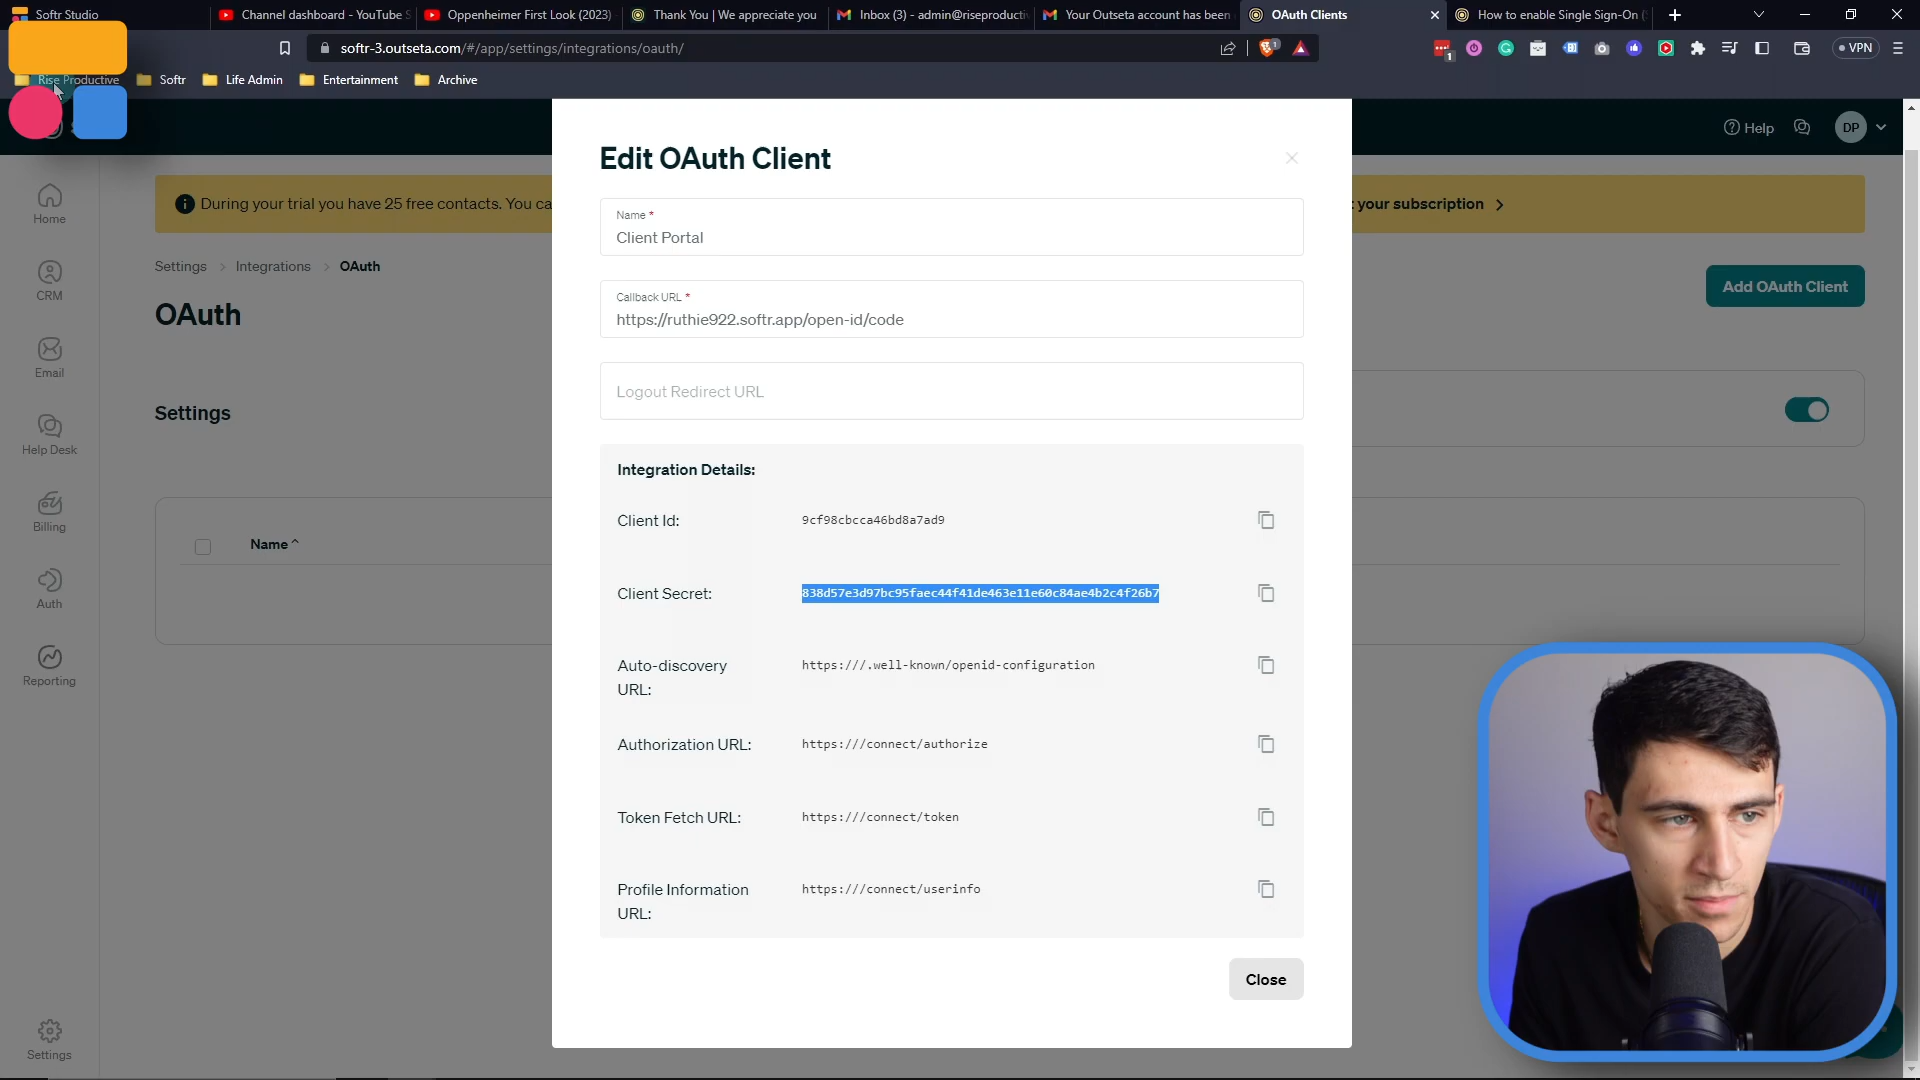 Softr Studio
Channel dashboard - YouTube S
Oppenheimer First Look (2023)
Thank You | We appreciate you
Inbox (3) - admin@riseproductiv
Your Outseta account has been
OAuth Clients
How to enable Single Sign-On (
softr-3.outseta.com/#/app/settings/integrations/oauth/
1
1
VPN
Rise Productive
Softr
Life Admin
Entertainment
Archive
Help
DP
Home
CRM
Email
Help Desk
Billing
Auth
Reporting
Settings
During your trial you have 25 free contacts. You ca
t your subscription
Settings > Integrations > OAuth
OAuth
Add OAuth Client
Settings
Name
Edit OAuth Client
Name *
Client Portal
Callback URL *
https://ruthie922.softr.app/open-id/code
Logout Redirect URL
Integration Details:
Client Id: 9cf98cbcca46bd8a7ad9
Client Secret: 838d57e3d97bc95faec44f41de463e11e60c84ae4b2c4f26b7
Auto-discovery https:///.well-known/openid-configuration
URL:
Authorization URL: https:///connect/authorize
Token Fetch URL: https:///connect/token
Profile Information https:///connect/userinfo
URL:
Close